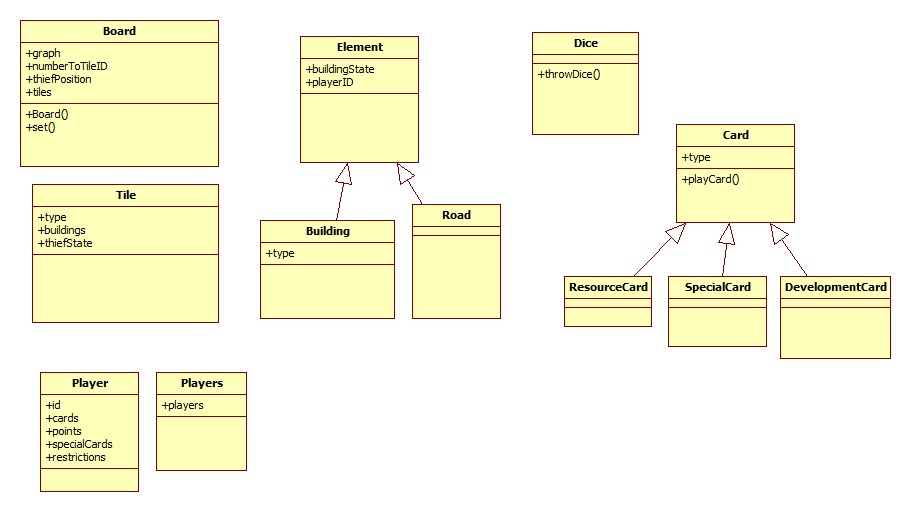 Board
+graph
+numberToTileID
+thiefPosition
+tiles
+Board()
+set()
Element
+buildingState
+playerID
Dice
+throwDice()
Card
+type
+playCard()
Tile
+type
+buildings
+thiefState
Building
+type
Road
ResourceCard
SpecialCard
DevelopmentCard
Player
+id
+cards
+points
+specialCards
+restrictions
Players
+players